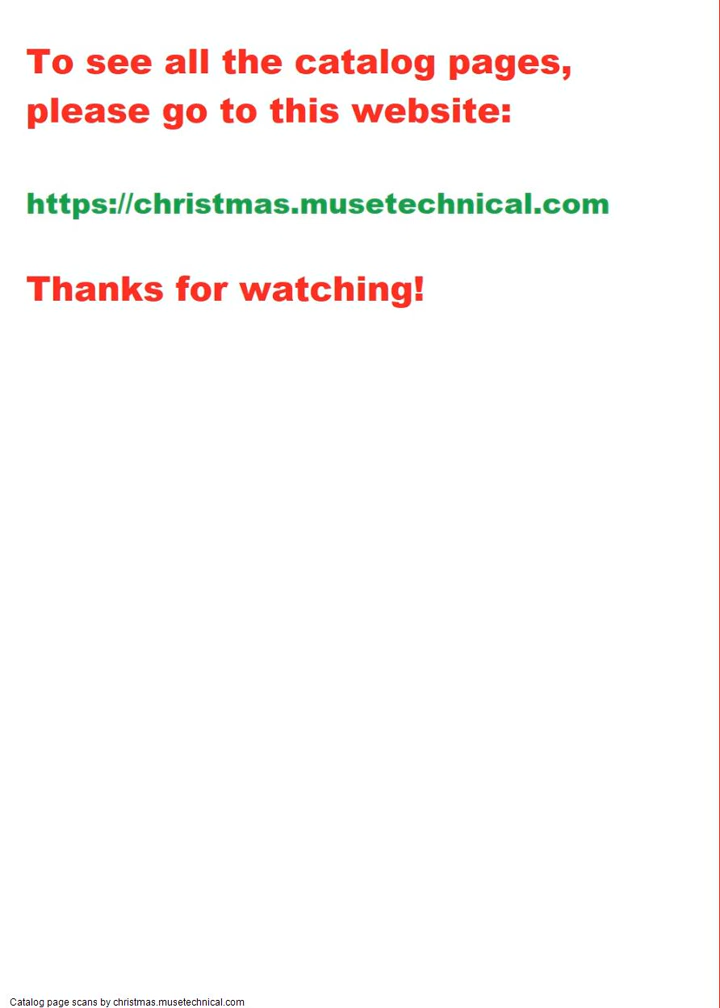 To see all the catalog pages,
please go to this website:
https://christmas.musetechnical.com
Thanks for watching!
Catalog page scans by christmas.musetechnical.com